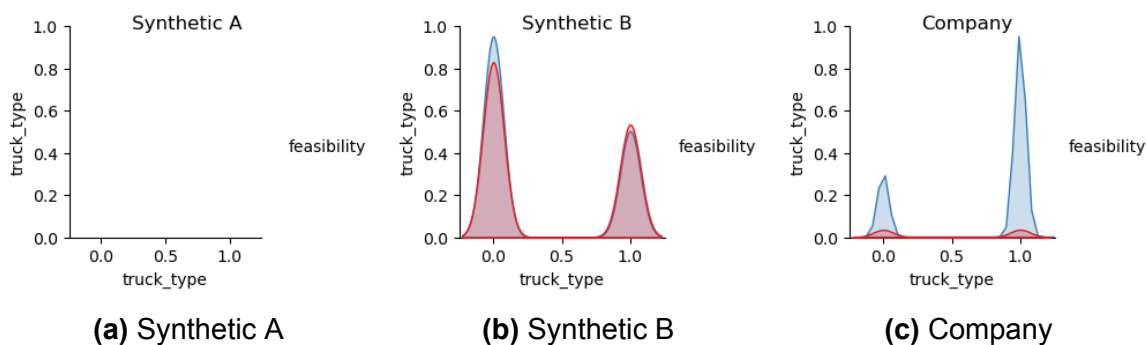 Synthetic A
1.0
0.8
0.6
0.4
0.2
0.0
truck_type
0.0 0.5 1.0
truck_type
feasibility
(a) Synthetic A
Synthetic B
1.0
0.8
0.6
0.4
0.2
0.0
truck_type
0.0 0.5 1.0
truck_type
feasibility
(b) Synthetic B
Company
1.0
0.8
0.6
0.4
0.2
0.0
truck_type
0.0 0.5 1.0
truck_type
feasibility
(c) Company